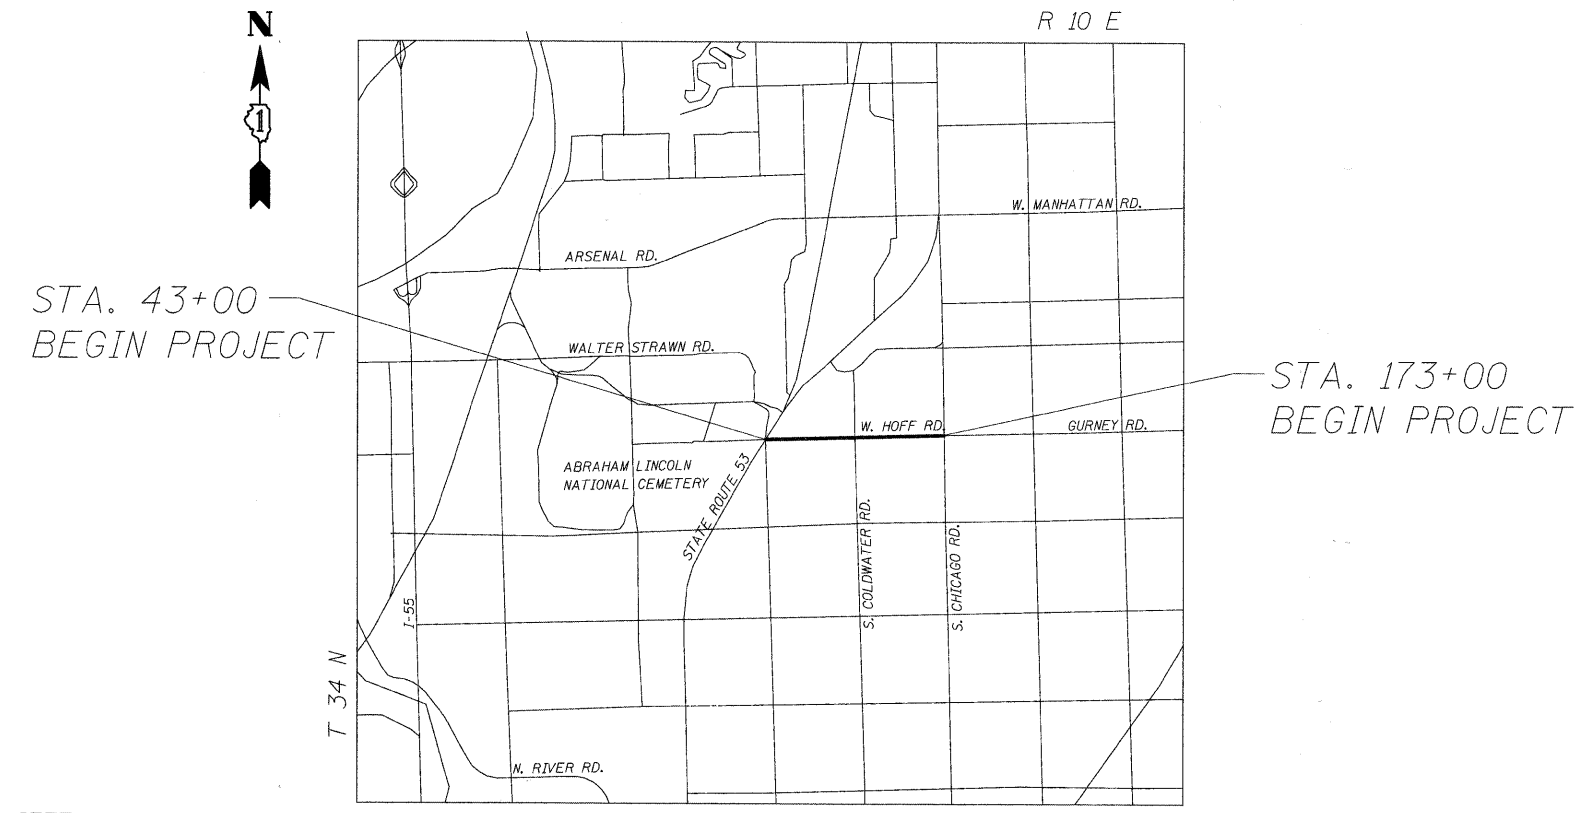 N
R 10 E
1
W. MANHATTAN RD.
ARSENAL RD.
STA. 43+00
BEGIN PROJECT
WALTER STRAWN RD.
STA. 173+00
BEGIN PROJECT
W. HOFF RD.
GURNEY RD.
ABRAHAM LINCOLN
NATIONAL CEMETERY
STATE ROUTE 53
S. COLDWATER RD.
S. CHICAGO RD.
I-55
T 34 N
N. RIVER RD.